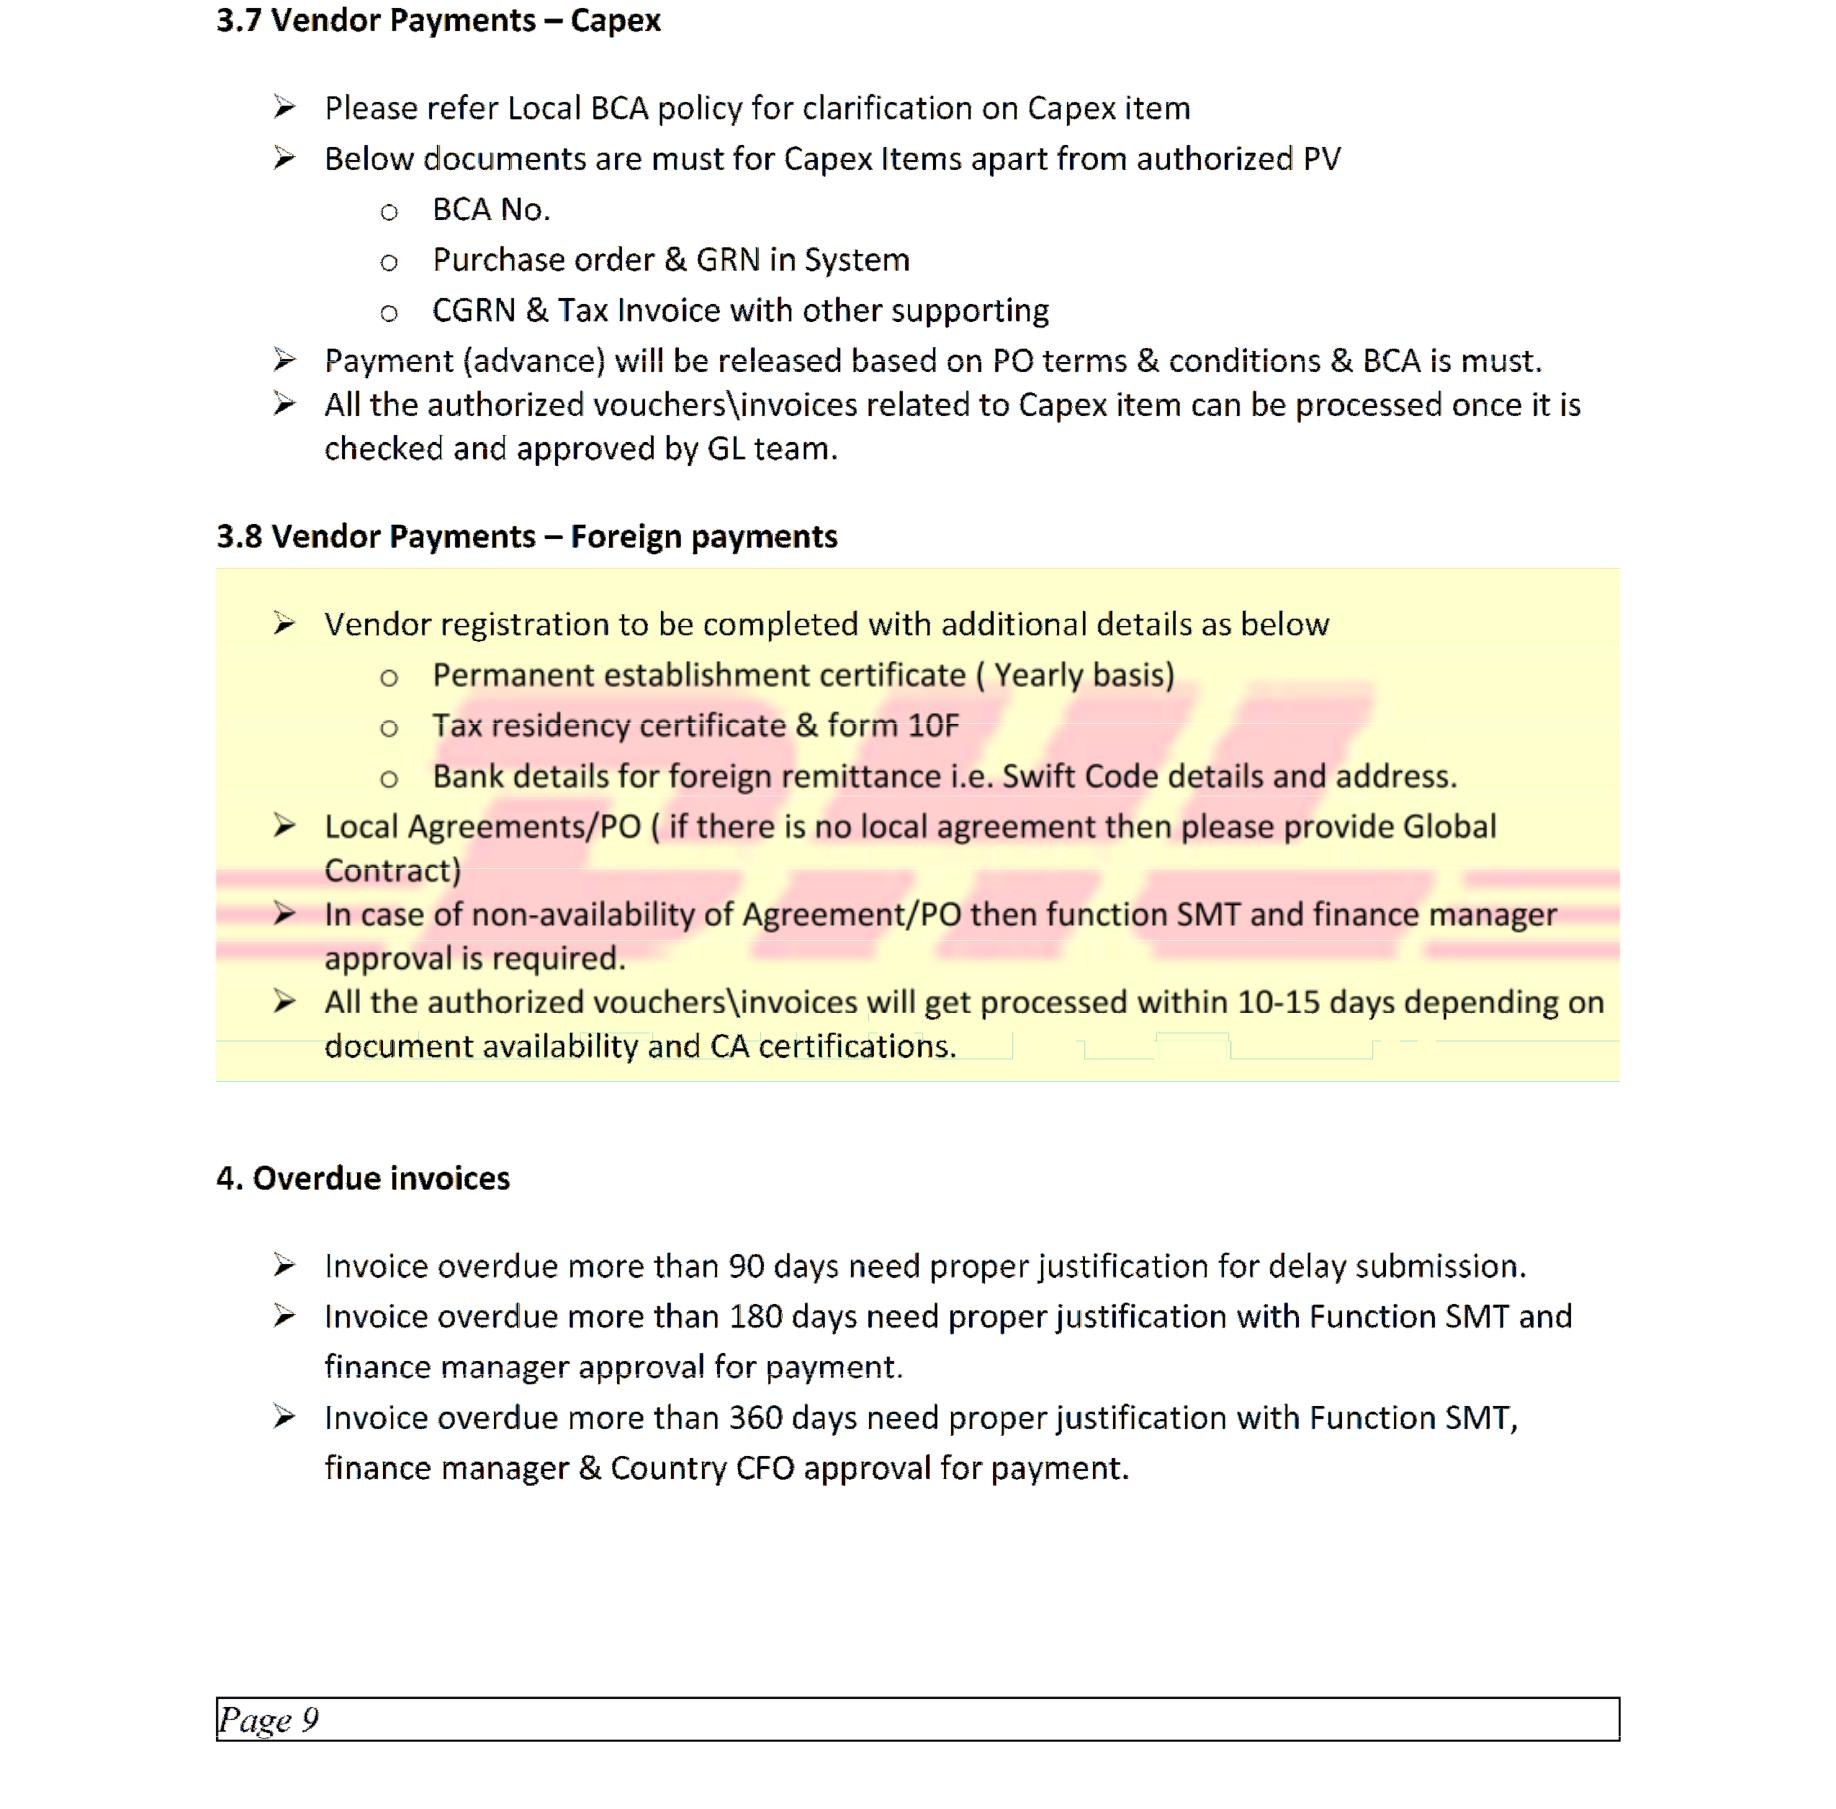 3.7 Vendor Payments – Capex
➢ Please refer Local BCA policy for clarification on Capex item
➢ Below documents are must for Capex Items apart from authorized PV
o BCA No.
o Purchase order & GRN in System
o CGRN & Tax Invoice with other supporting
➢ Payment (advance) will be released based on PO terms & conditions & BCA is must.
➢ All the authorized vouchers\invoices related to Capex item can be processed once it is
checked and approved by GL team.
3.8 Vendor Payments – Foreign payments
➢ Vendor registration to be completed with additional details as below
o Permanent establishment certificate ( Yearly basis)
o Tax residency certificate & form 10F
o Bank details for foreign remittance i.e. Swift Code details and address.
➢ Local Agreements/PO ( if there is no local agreement then please provide Global
Contract)
➢ In case of non-availability of Agreement/PO then function SMT and finance manager
approval is required.
➢ All the authorized vouchers\invoices will get processed within 10-15 days depending on
document availability and CA certifications.
DHL
4. Overdue invoices
➢ Invoice overdue more than 90 days need proper justification for delay submission.
➢ Invoice overdue more than 180 days need proper justification with Function SMT and
finance manager approval for payment.
➢ Invoice overdue more than 360 days need proper justification with Function SMT,
finance manager & Country CFO approval for payment.
Page 9